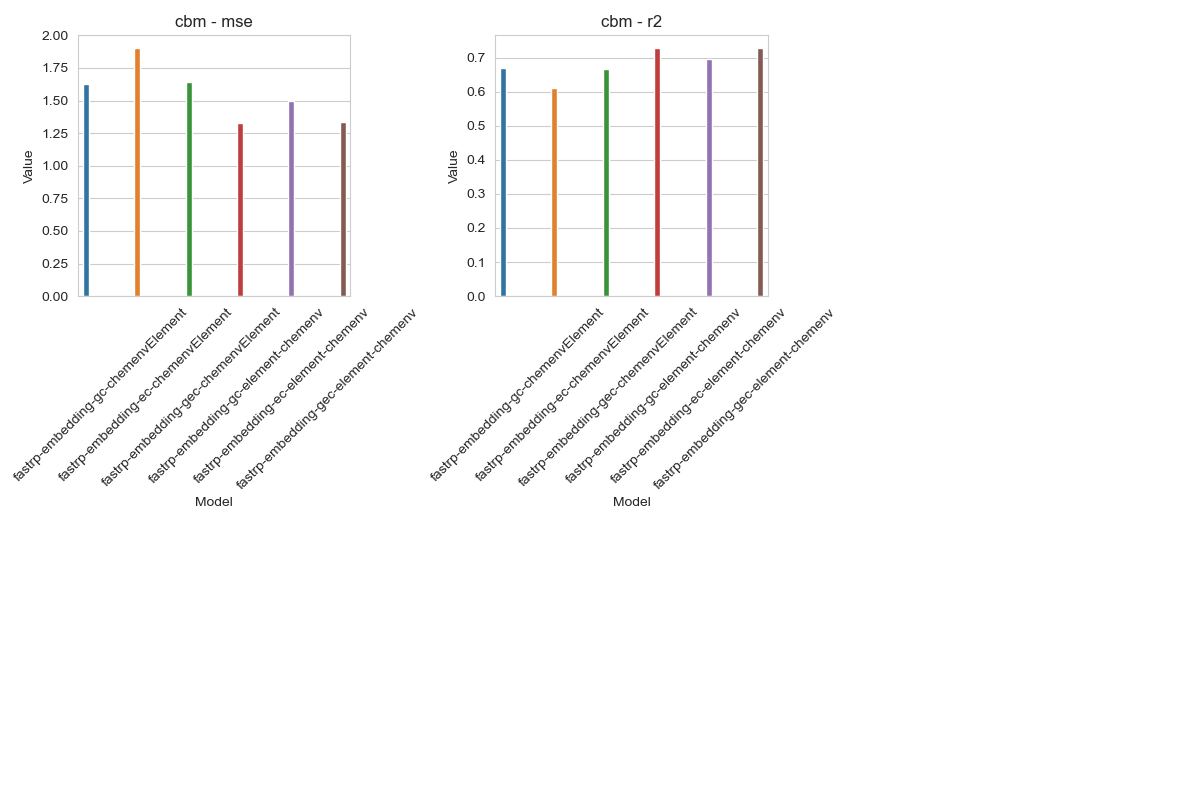 cbm - mse
2.00
1.75
1.50
1.25
1.00
0.75
0.50
0.25
0.00
Value
fastrp-embedding-gc-chemenvElement
fastrp-embedding-ec-chemenvElement
fastrp-embedding-gec-chemenvElement
fastrp-embedding-gc-element-chemenv
fastrp-embedding-ec-element-chemenv
fastrp-embedding-gec-element-chemenv
Model
cbm - r2
0.7
0.6
0.5
0.4
0.3
0.2
0.1
0.0
Value
fastrp-embedding-gc-chemenvElement
fastrp-embedding-ec-chemenvElement
fastrp-embedding-gec-chemenvElement
fastrp-embedding-gc-element-chemenv
fastrp-embedding-ec-element-chemenv
fastrp-embedding-gec-element-chemenv
Model